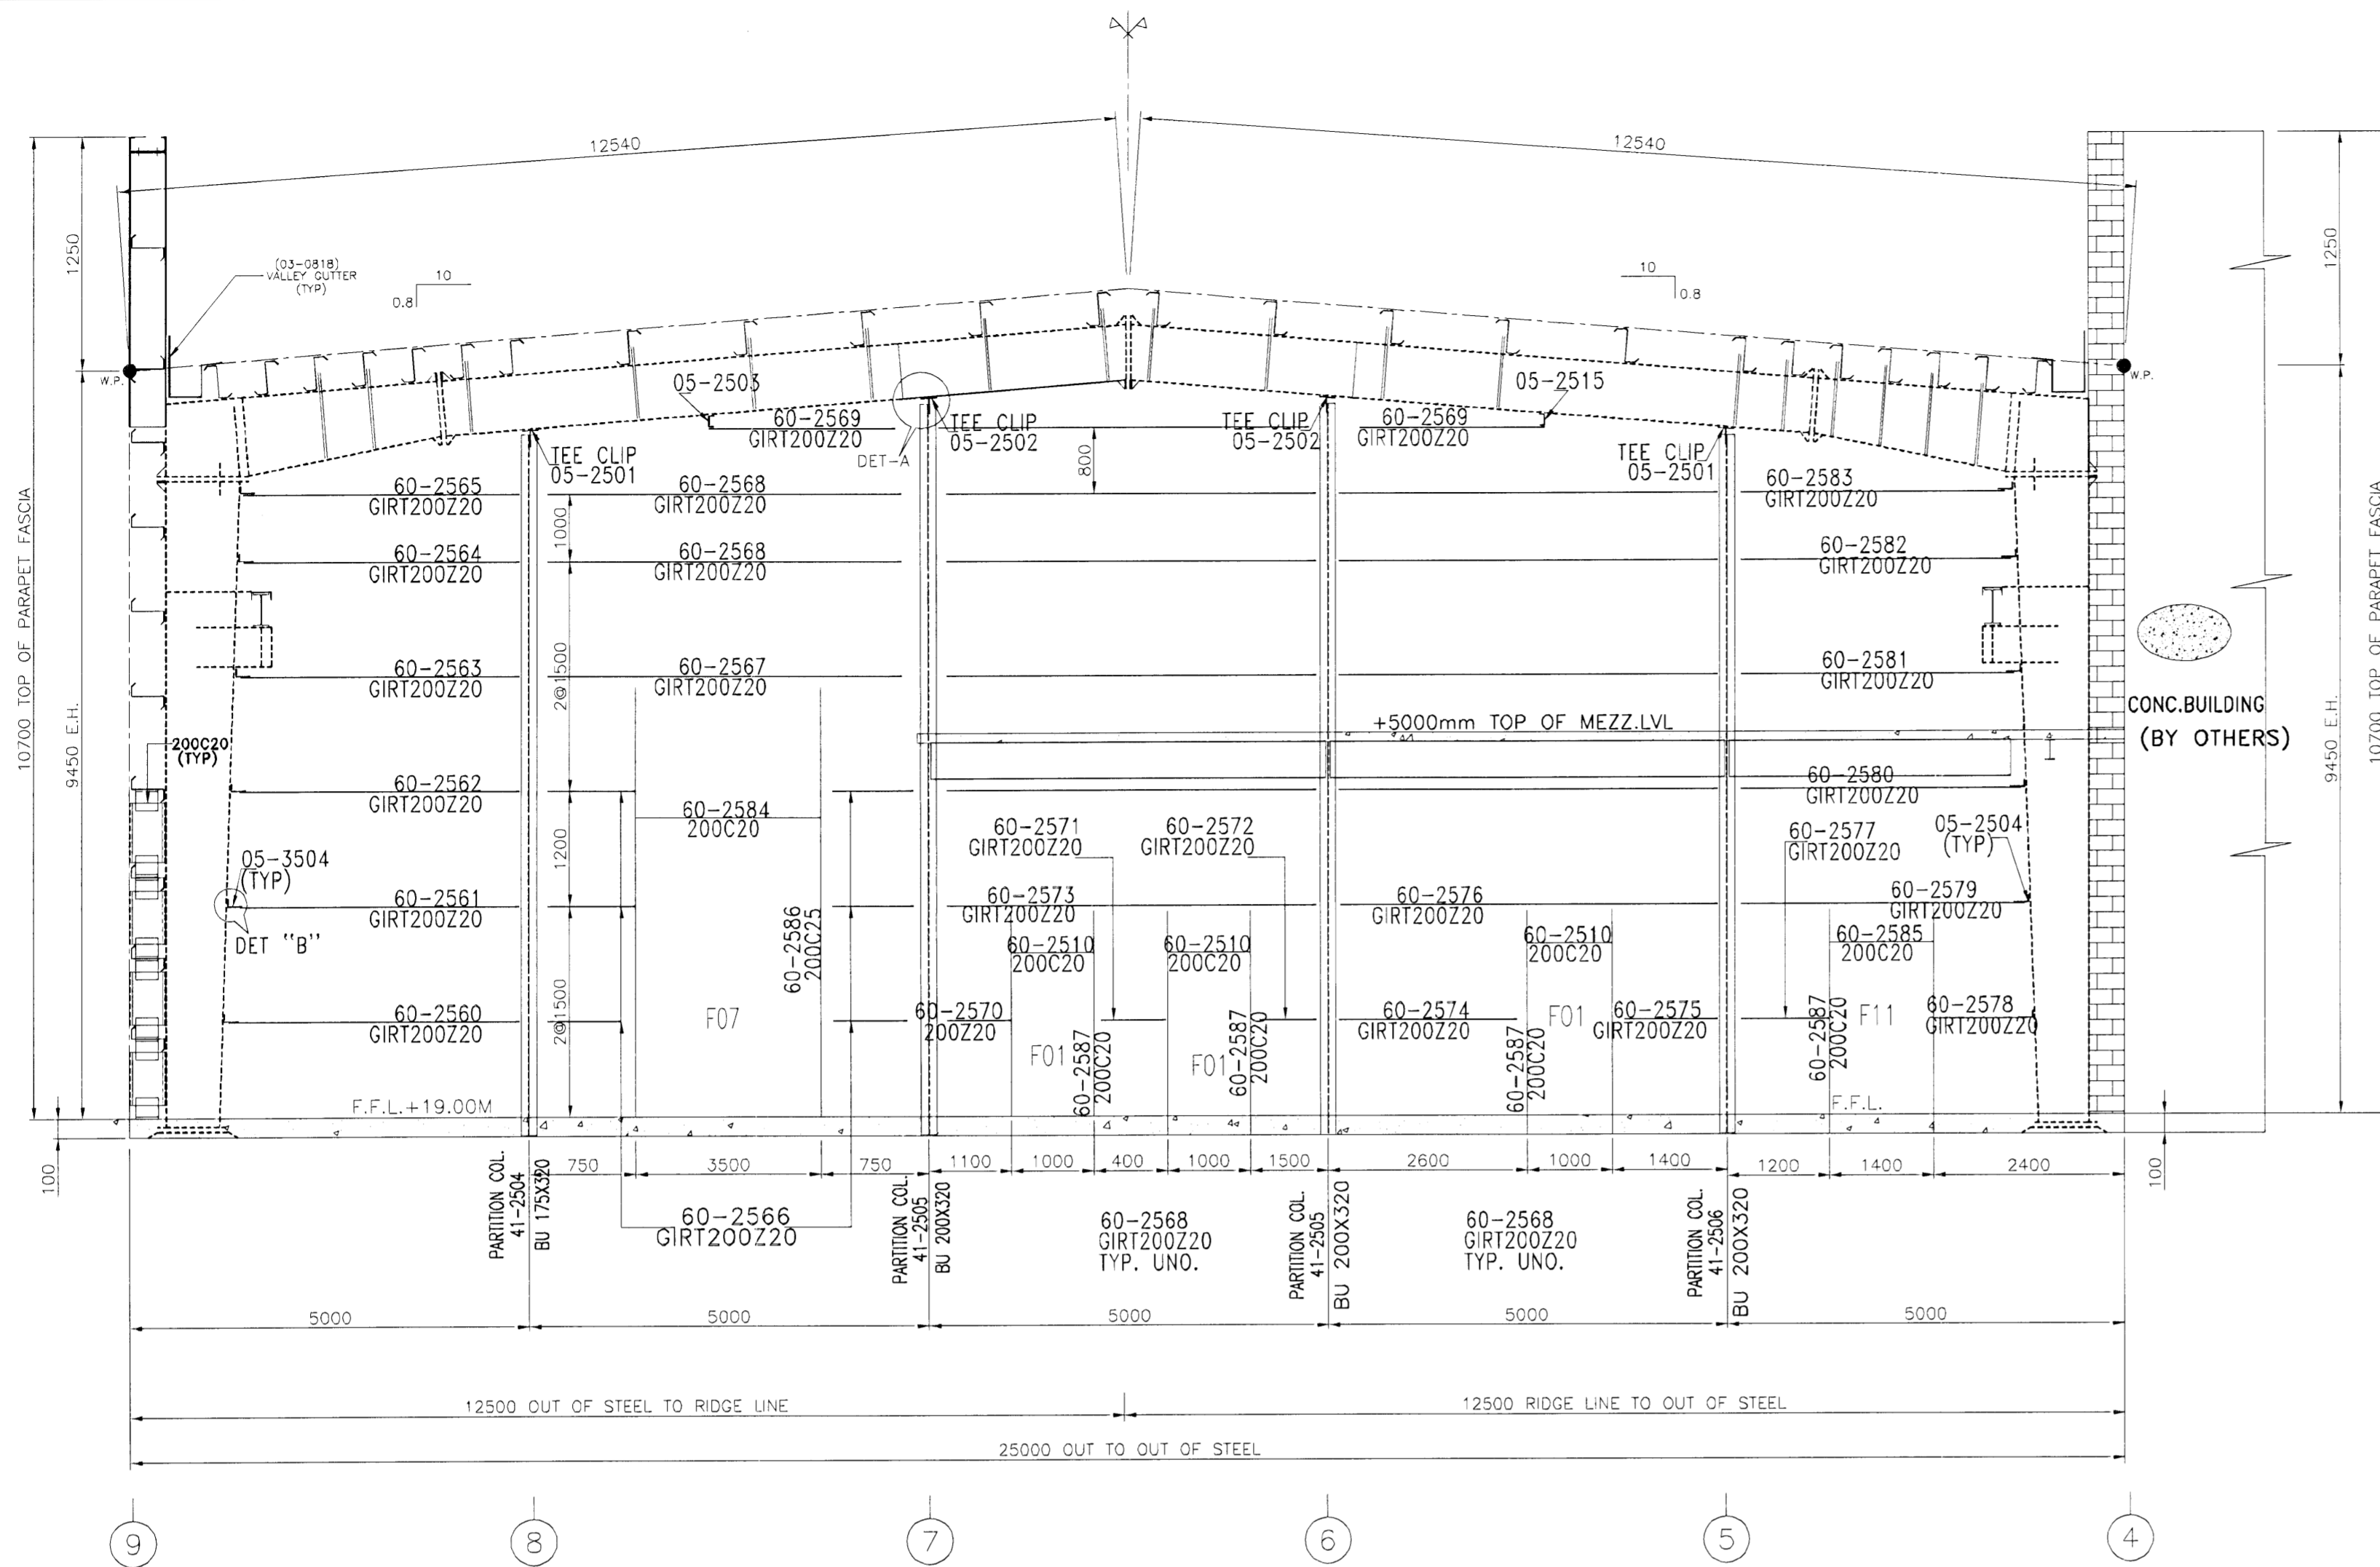 12540
12540
10700 TOP OF PARAPET FASCIA
1250
9450 E.H.
(03-0818)
VALLEY GUTTER
(TYP)
10
0.8
10
0.8
1250
9450 E.H.
10700 TOP OF PARAPET FASCIA
W.P.
W.P.
05-2503
60-2569
GIRT200Z20
DET-A
TEE CLIP
05-2502
TEE CLIP
05-2502
60-2569
GIRT200Z20
05-2515
TEE CLIP
05-2501
TEE CLIP
05-2501
800
60-2565
GIRT200Z20
60-2568
GIRT200Z20
60-2583
GIRT200Z20
1000
60-2564
GIRT200Z20
60-2568
GIRT200Z20
60-2582
GIRT200Z20
2@1500
60-2563
GIRT200Z20
60-2567
GIRT200Z20
60-2581
GIRT200Z20
CONC.BUILDING
(BY OTHERS)
+5000mm TOP OF MEZZ.LVL
200C20
(TYP)
60-2562
GIRT200Z20
60-2584
200C20
60-2580
GIRT200Z20
1200
60-2571
GIRT200Z20
60-2572
GIRT200Z20
60-2577
GIRT200Z20
05-2504
(TYP)
05-3504
(TYP)
DET "B"
60-2561
GIRT200Z20
60-2586
200C25
60-2573
GIRT200Z20
60-2576
GIRT200Z20
60-2579
GIRT200Z20
60-2510
200C20
60-2510
200C20
60-2510
200C20
60-2585
200C20
60-2560
GIRT200Z20
2@1500
F07
60-2570
200Z20
F01
60-2587
200C20
F01
60-2587
200C20
60-2574
GIRT200Z20
60-2587
200C20
F01
60-2575
GIRT200Z20
60-2587
200C20
F11
60-2578
GIRT200Z20
F.F.L.+19.00M
F.F.L.
100
100
750
3500
750
1100
1000
400
1000
1500
2600
1000
1400
1200
1400
2400
PARTITION COL.
41-2504
BU 175X320
60-2566
GIRT200Z20
PARTITION COL.
41-2505
BU 200X320
60-2568
GIRT200Z20
TYP. UNO.
PARTITION COL.
41-2505
BU 200X320
60-2568
GIRT200Z20
TYP. UNO.
PARTITION COL.
41-2506
BU 200X320
5000
5000
5000
5000
5000
12500 OUT OF STEEL TO RIDGE LINE
12500 RIDGE LINE TO OUT OF STEEL
25000 OUT TO OUT OF STEEL
9
8
7
6
5
4